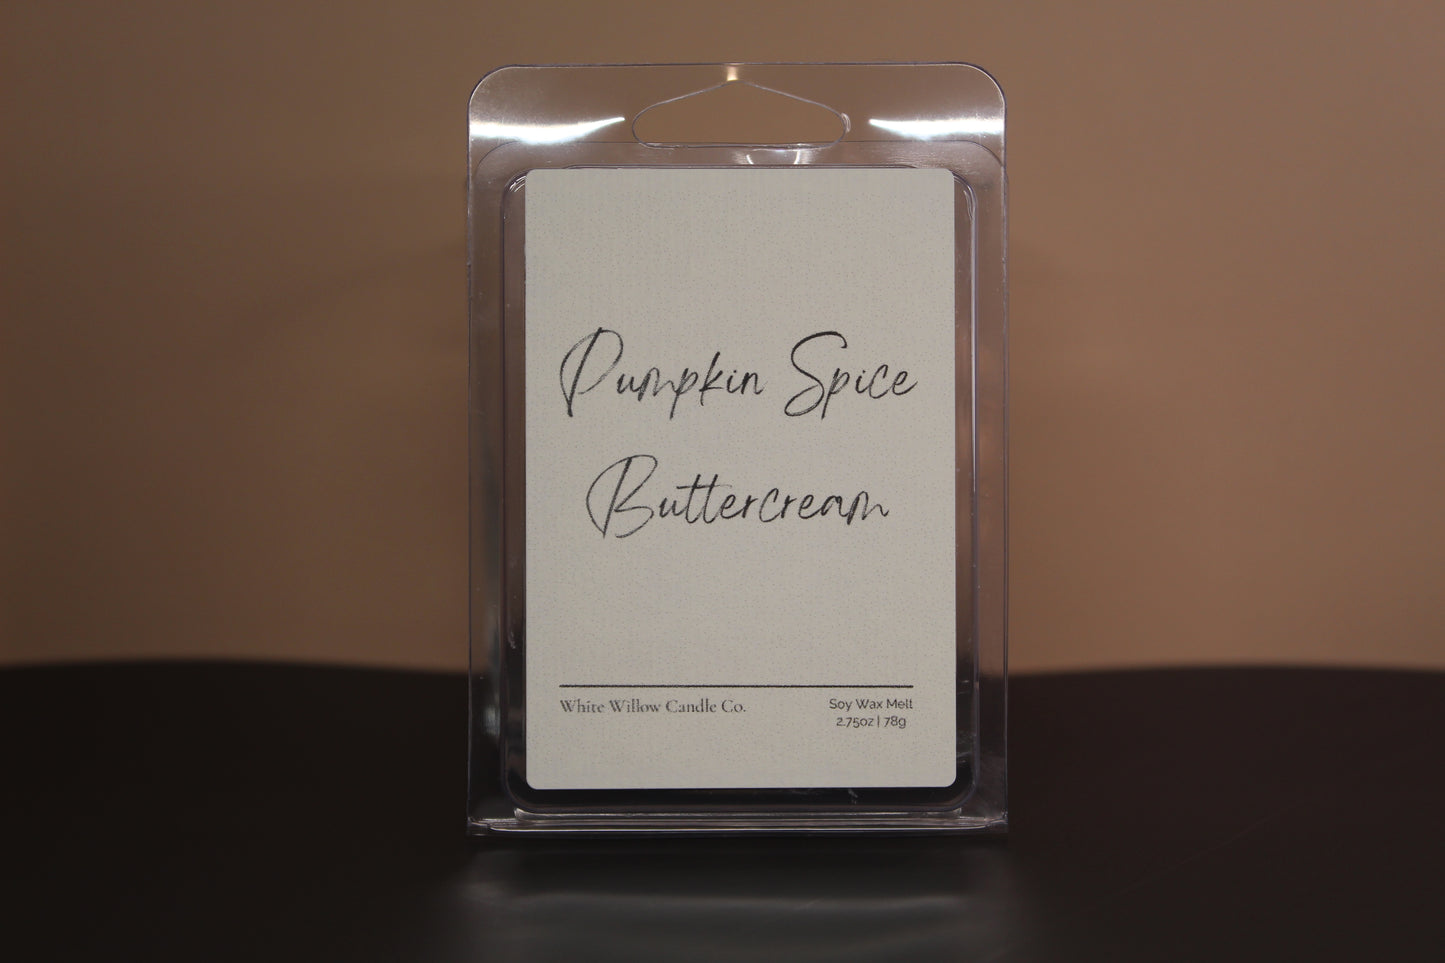 Pumpkin Spice
Buttercream
White Willow Candle Co.
Soy Wax Melt
2.75oz | 78g